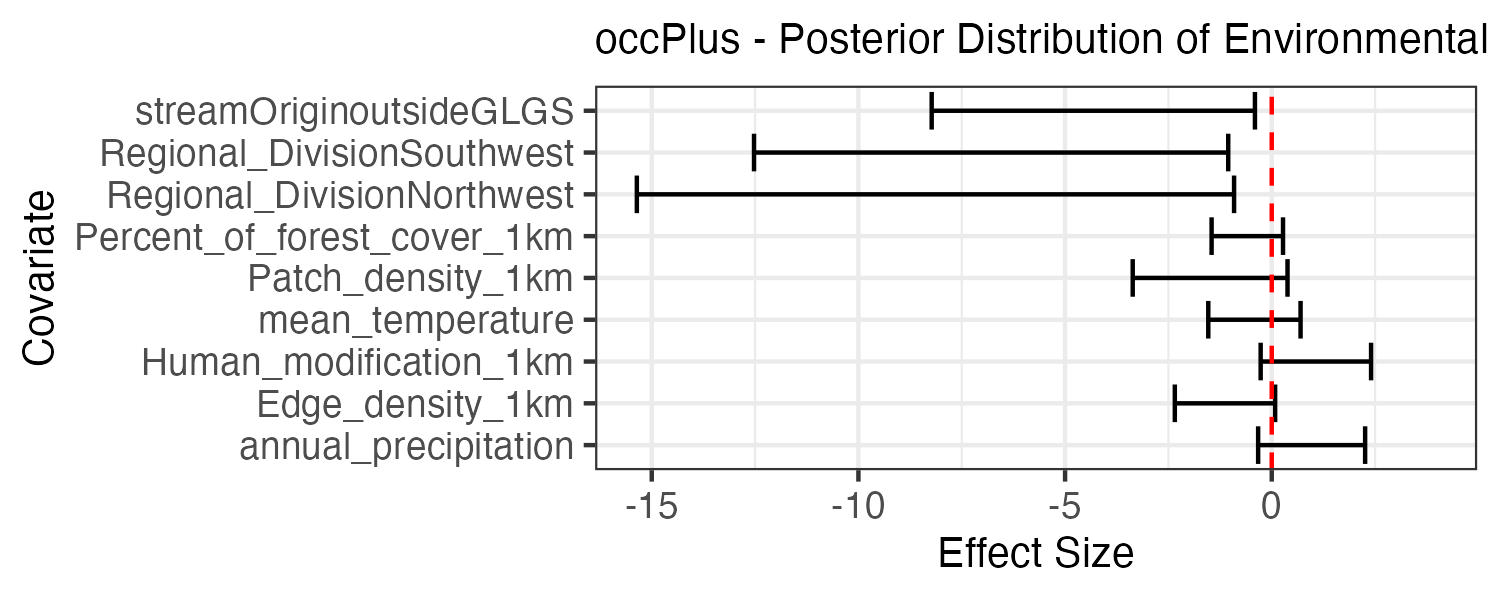 occPlus - Posterior Distribution of Environmental
Covariate
streamOriginoutsideGLGS
Regional_DivisionSouthwest
Regional_DivisionNorthwest
Percent_of_forest_cover_1km
Patch_density_1km
mean_temperature
Human_modification_1km
Edge_density_1km
annual_precipitation
-15 -10 -5 0
Effect Size